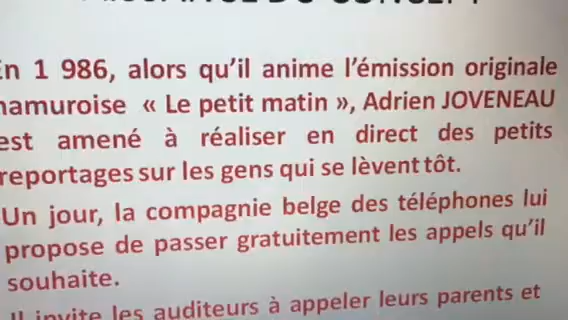 En 1 986, alors qu'il anime l'émission originale
namuroise « Le petit matin », Adrien JOVENEAU
est amené à réaliser en direct des petits
reportages sur les gens qui se lèvent tôt.
Un jour, la compagnie belge des téléphones lui
propose de passer gratuitement les appels qu'il
souhaite.
Il invite les auditeurs à appeler leurs parents et